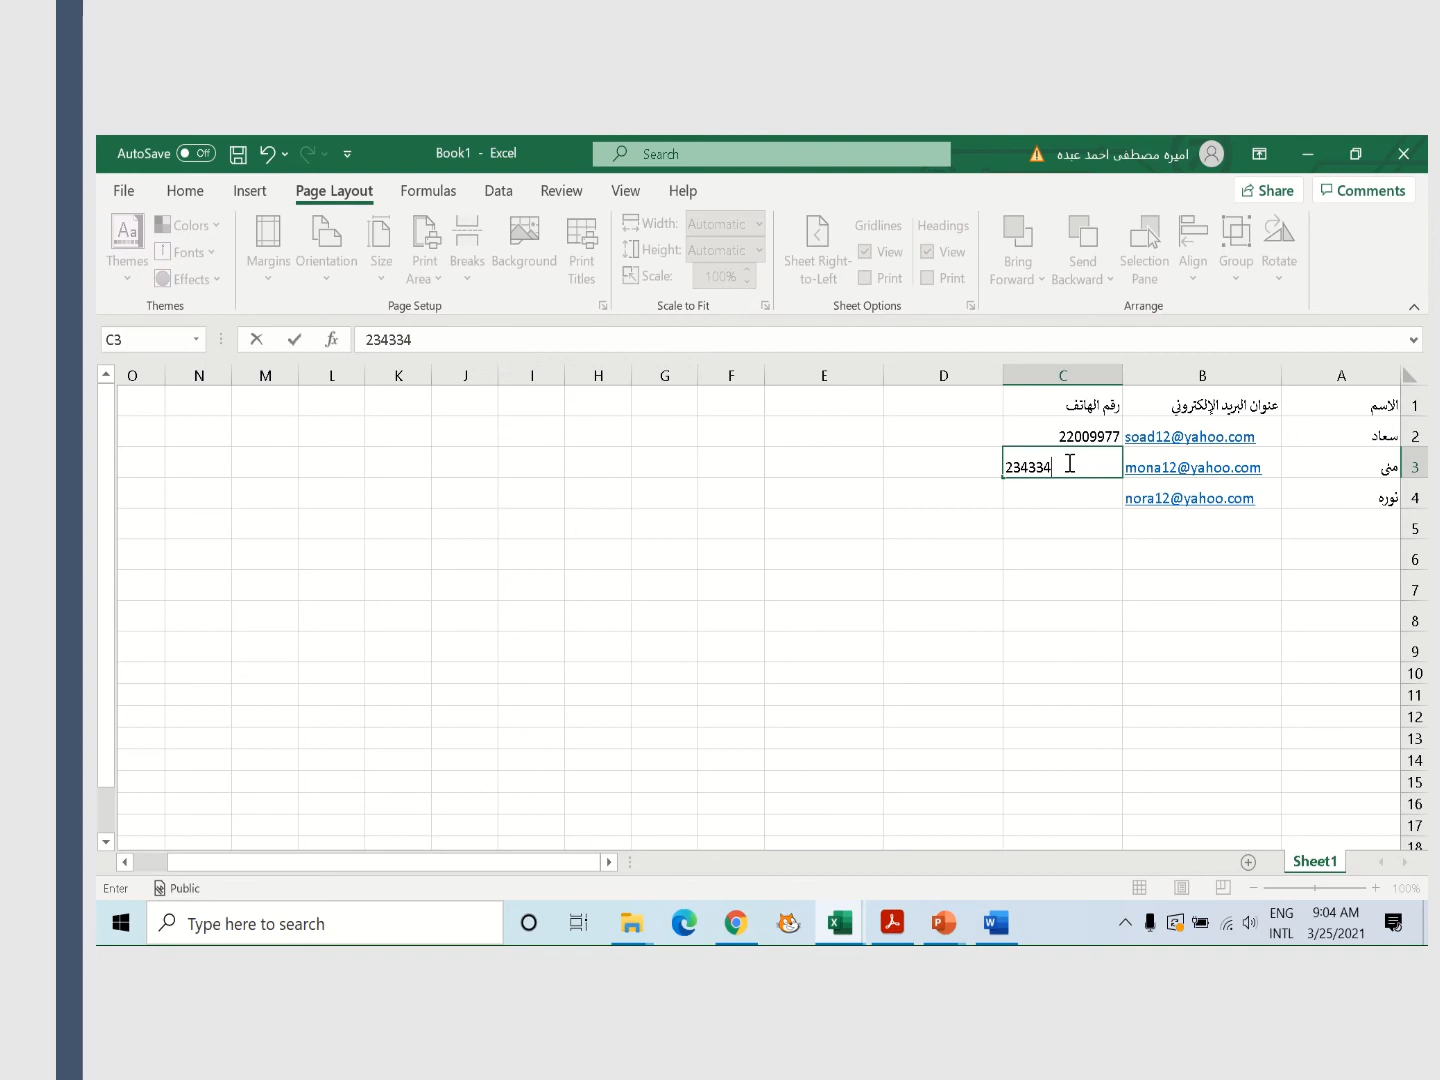 AutoSave Off Book1 - Excel Search اميره مصطفى احمد عبده
File Home Insert Page Layout Formulas Data Review View Help Share Comments
Themes
Colors
Fonts
Effects
Themes
Margins Orientation Size Print Area Breaks Background Print Titles
Page Setup
Width: Automatic
Height: Automatic
Scale: 100%
Scale to Fit
Sheet Right-to-Left
Gridlines View Print
Headings View Print
Sheet Options
Bring Forward Send Backward Selection Pane Align Group Rotate
Arrange
C3 fx 234334
O N M L K J I H G F E D C B A
1 الاسم عنوان البريد الإلكتروني رقم الهاتف
2 سعاد soad12@yahoo.com 22009977
3 منى mona12@yahoo.com 234334
4 نوره nora12@yahoo.com
5
6
7
8
9
10
11
12
13
14
15
16
17
18
Sheet1
Enter Public 100%
Type here to search ENG INTL 9:04 AM 3/25/2021